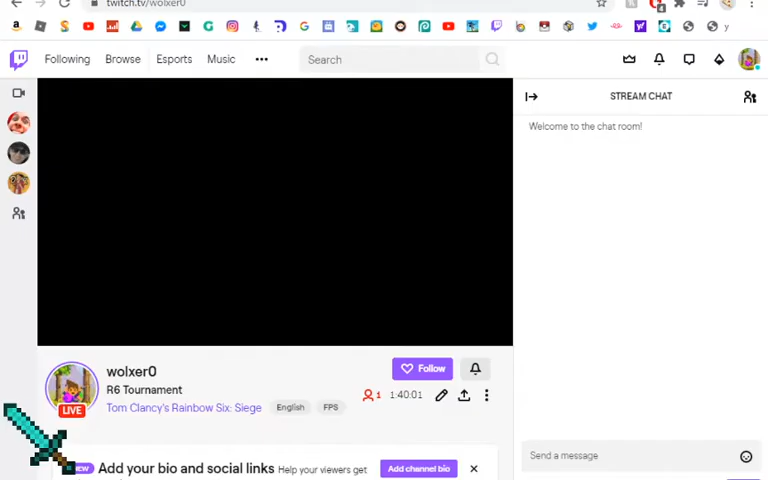 twitch.tv/wolxer0
Following Browse Esports Music ••• Search
STREAM CHAT
Welcome to the chat room!
wolxer0
Follow
R6 Tournament
1 1:40:01
LIVE
Tom Clancy's Rainbow Six: Siege English FPS
Add your bio and social links Help your viewers get
Add channel bio
Send a message